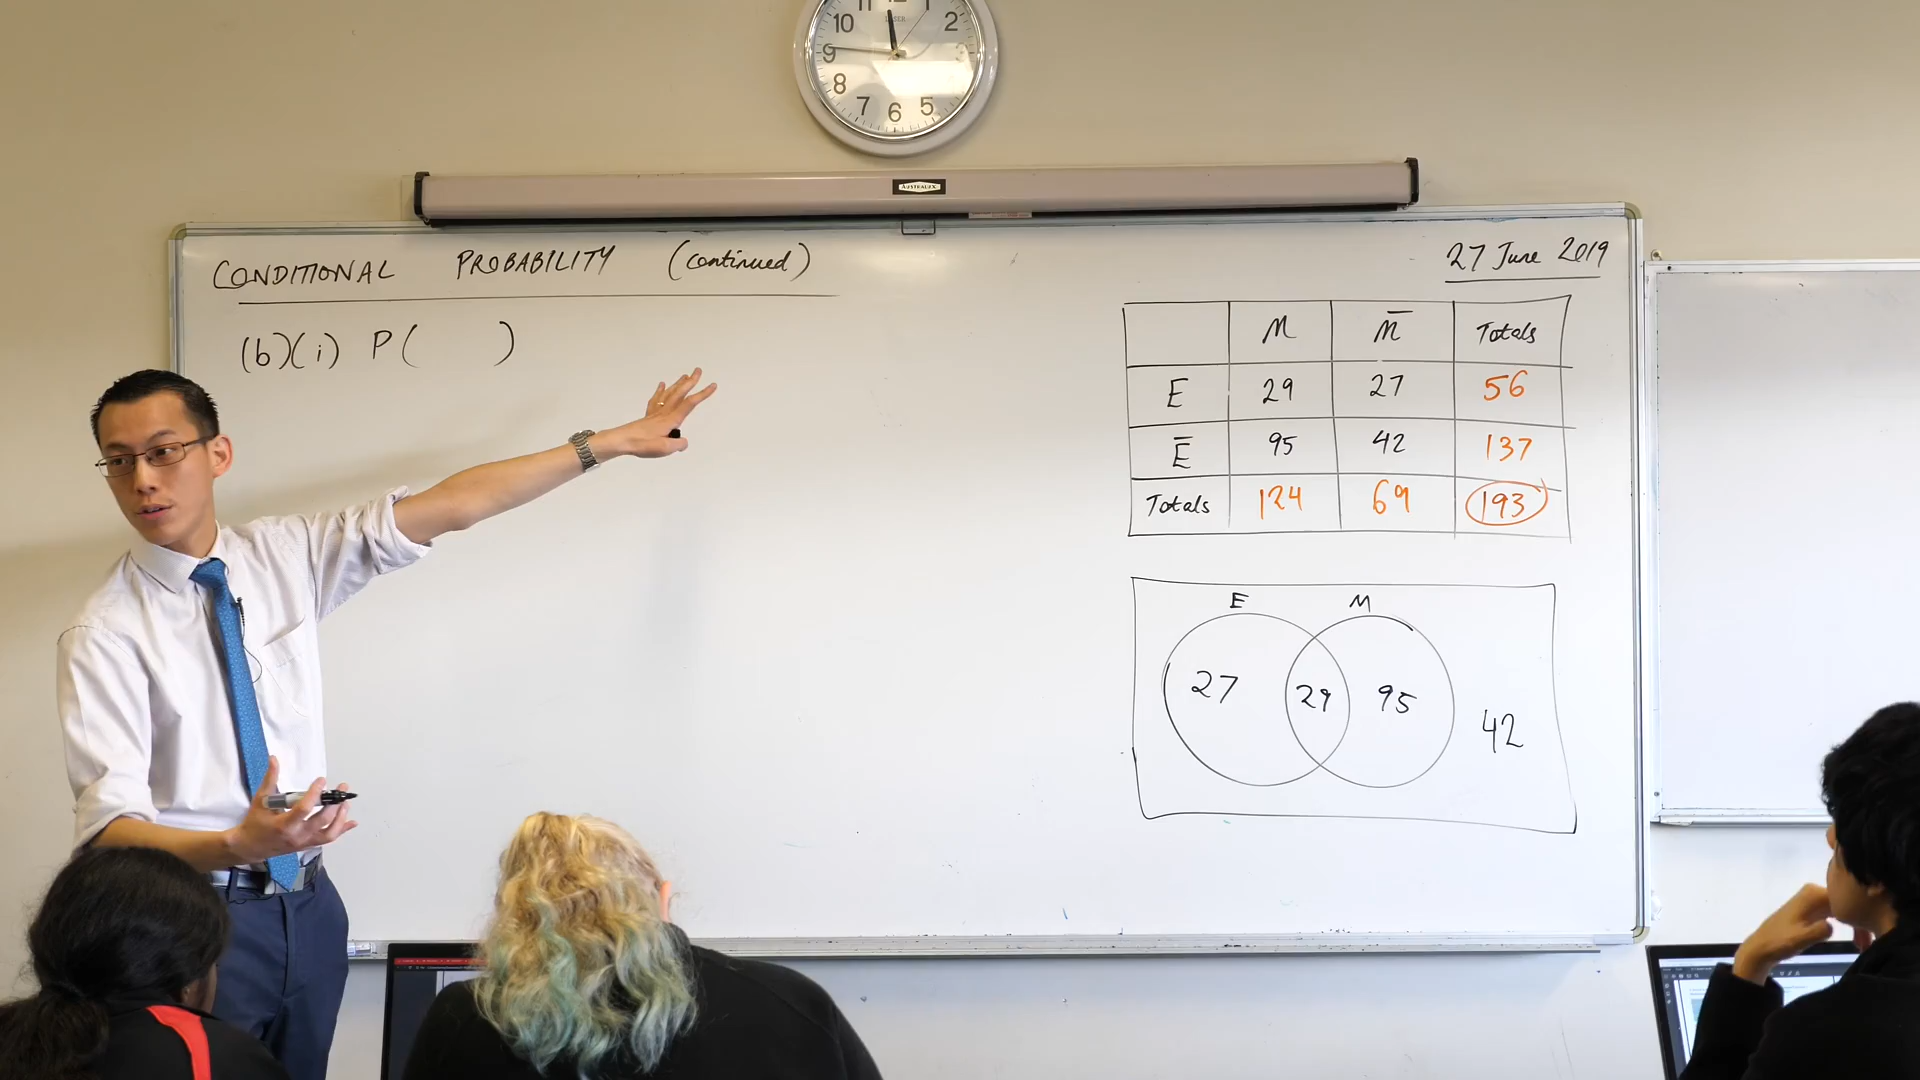 11 12 1
10 2
9
8
7 6 5
AUSTRALEX
CONDITIONAL PROBABILITY (continued)
27 June 2019
(b)(i) P( )
M M̅ Totals
E 29 27 56
E̅ 95 42 137
Totals 124 69 193
E M
27 29 95
42